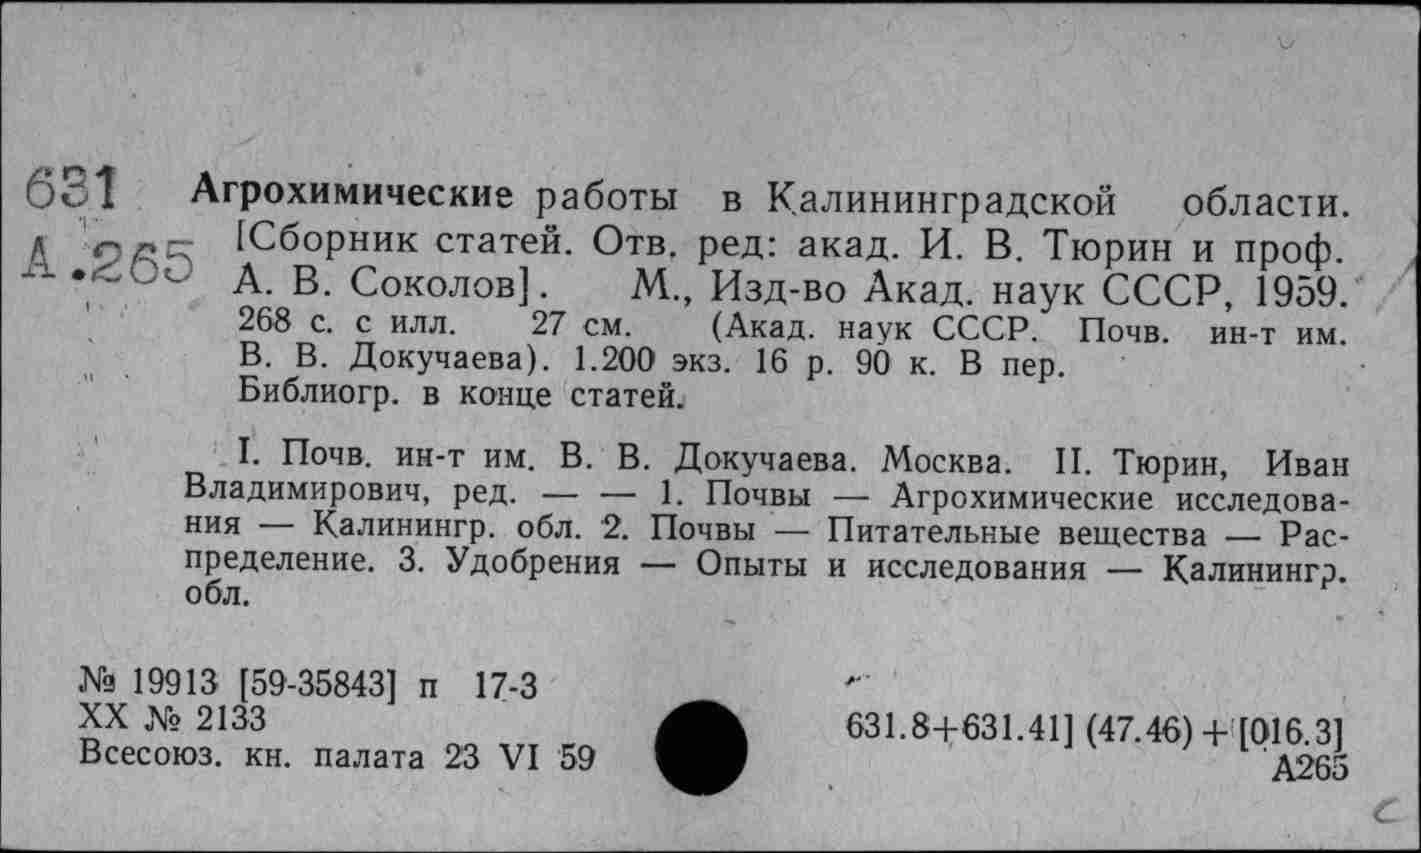 631 Агрохимические работы в Калининградской области.
А.265 [Сборник статей. Отв. ред: акад. И. В. Тюрин и проф.
А. В. Соколов]. М., Изд-во Акад. наук СССР, 1959.
268 с. с илл. 27 см. (Акад. наук СССР. Почв. ин-т им.
В. В. Докучаева). 1.200 экз. 16 р. 90 к. В пер.
Библиогр. в конце статей.
I. Почв. ин-т им. В. В. Докучаева. Москва. II. Тюрин, Иван
Владимирович, ред. — — 1. Почвы — Агрохимические исследова-
ния — Калинингр. обл. 2. Почвы — Питательные вещества — Рас-
пределение. 3. Удобрения — Опыты и исследования — Калинингр.
обл.
№ 19913 [59-35843] п 17-3
XX № 2133
Всесоюз. кн. палата 23 VI 59
631.8+631.41] (47.46) + [016.3]
А265
с